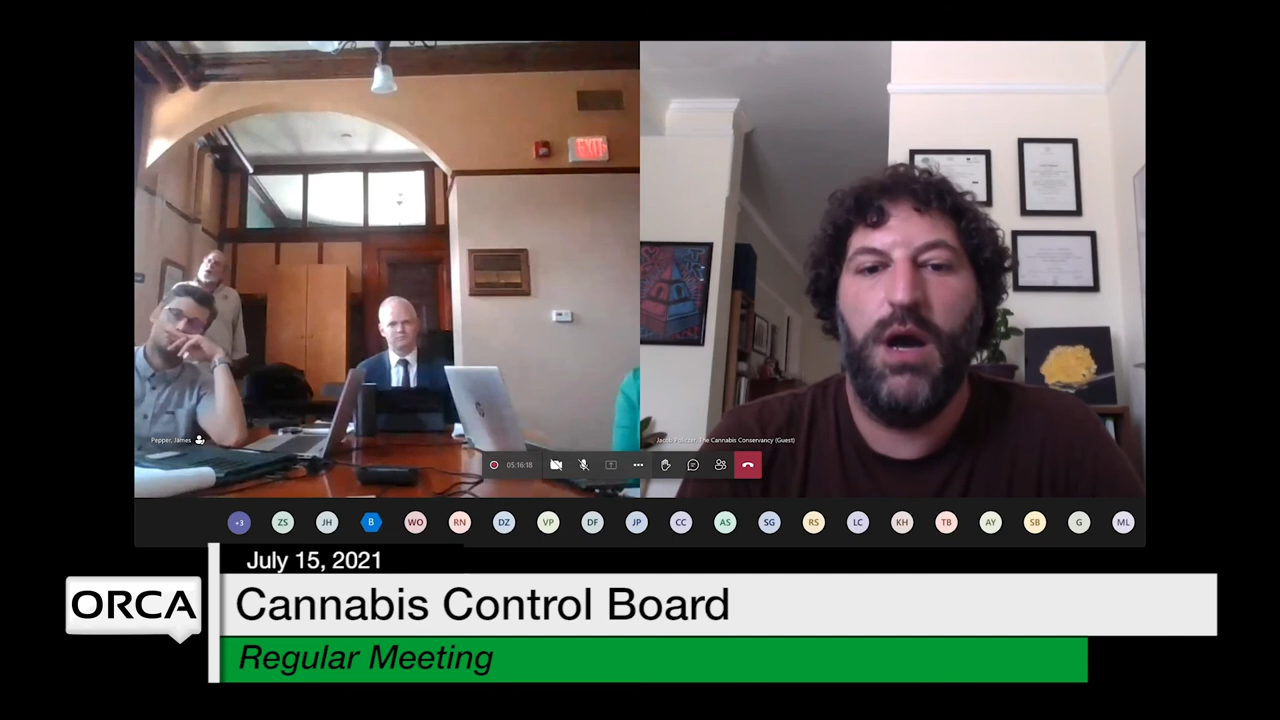 EXIT
Pepper, James
Jacob Policzer, The Cannabis Conservancy (Guest)
05:16:18
+3 ZS JH B WO RN DZ VP DF JP CC AS SG RS LC KH TB AY SB G ML
July 15, 2021
ORCA
Cannabis Control Board
Regular Meeting